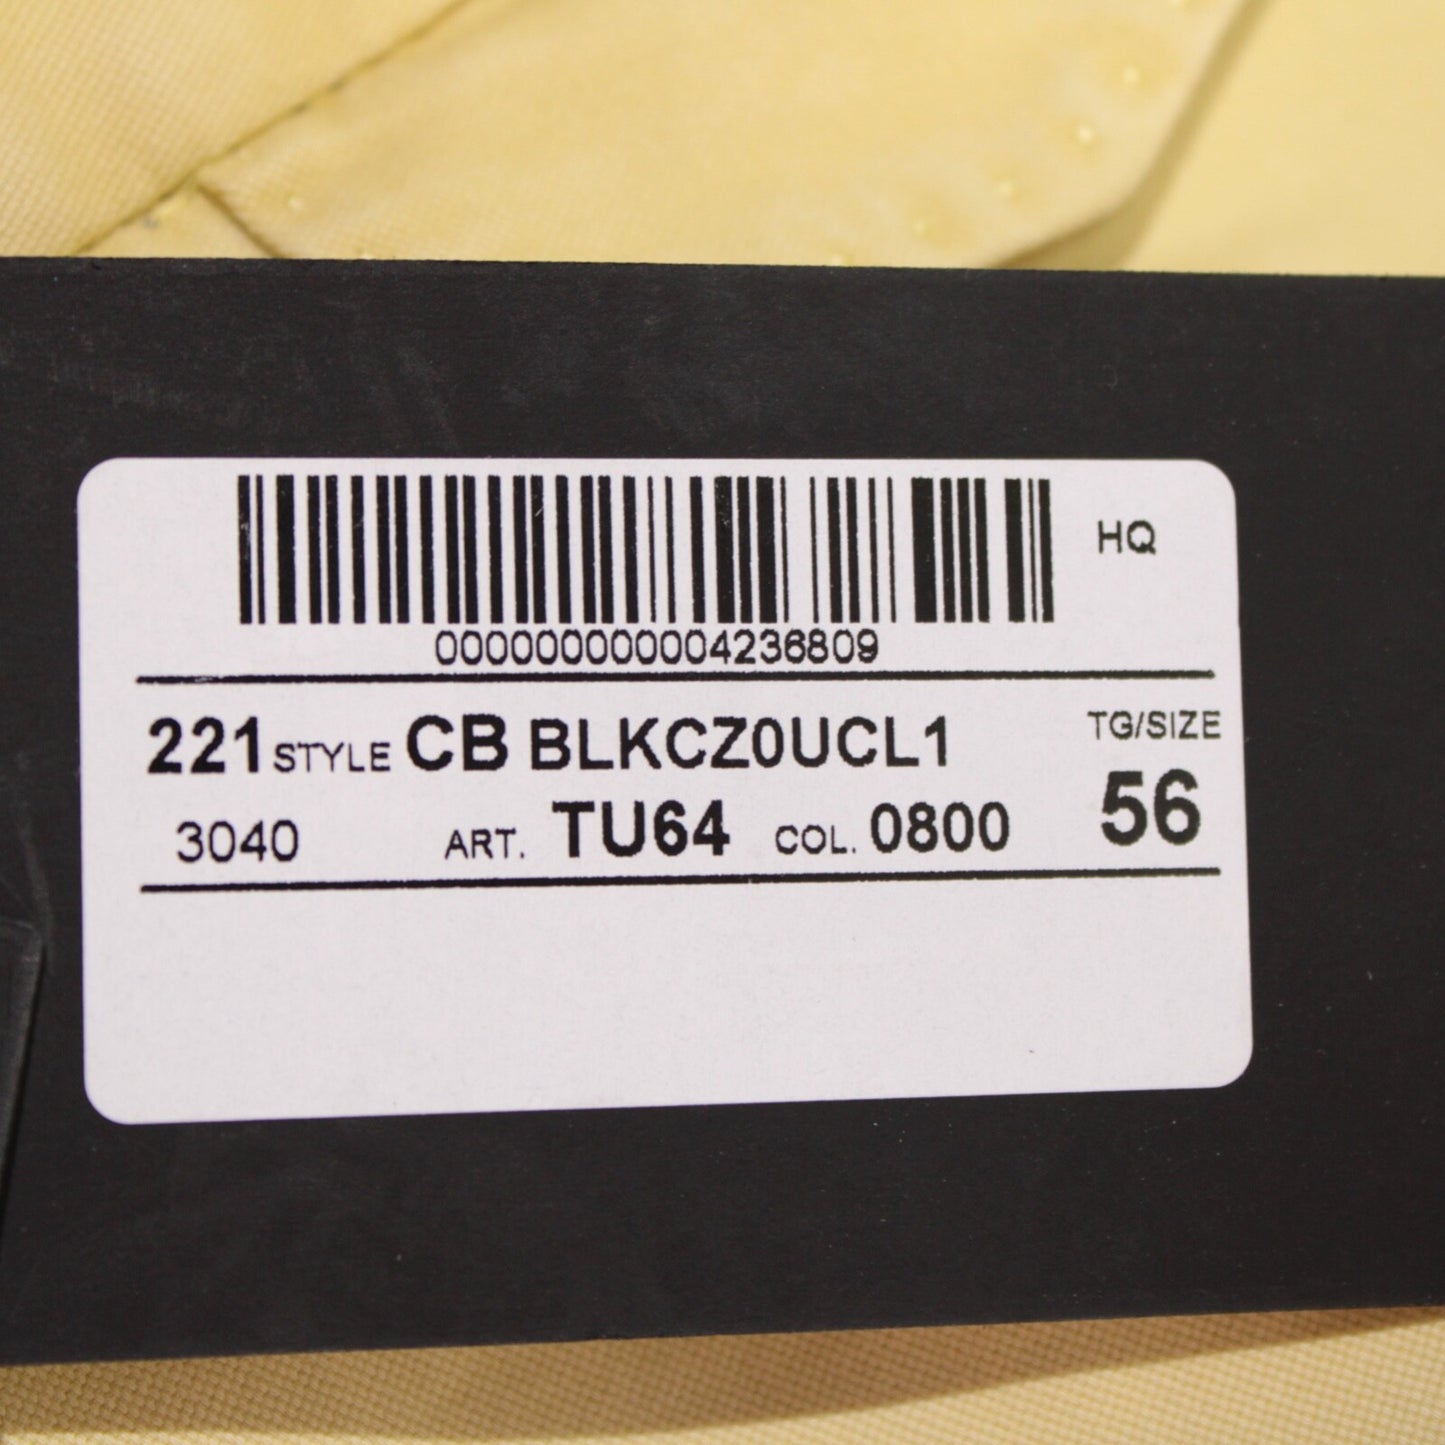 HQ
000000000004236809
221 STYLE CB BLKCZ0UCL1
TG/SIZE
3040 ART. TU64 COL. 0800
56